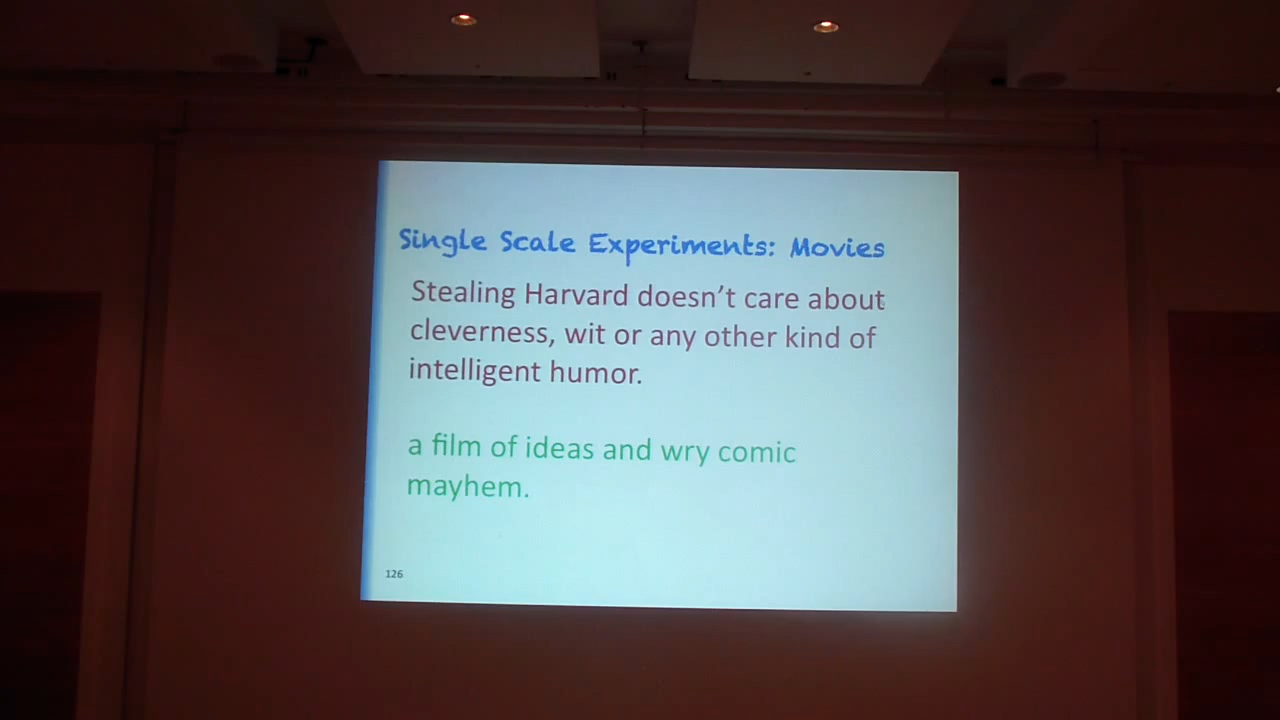 Single Scale Experiments: Movies
Stealing Harvard doesn't care about
cleverness, wit or any other kind of
intelligent humor.
a film of ideas and wry comic
mayhem.
126